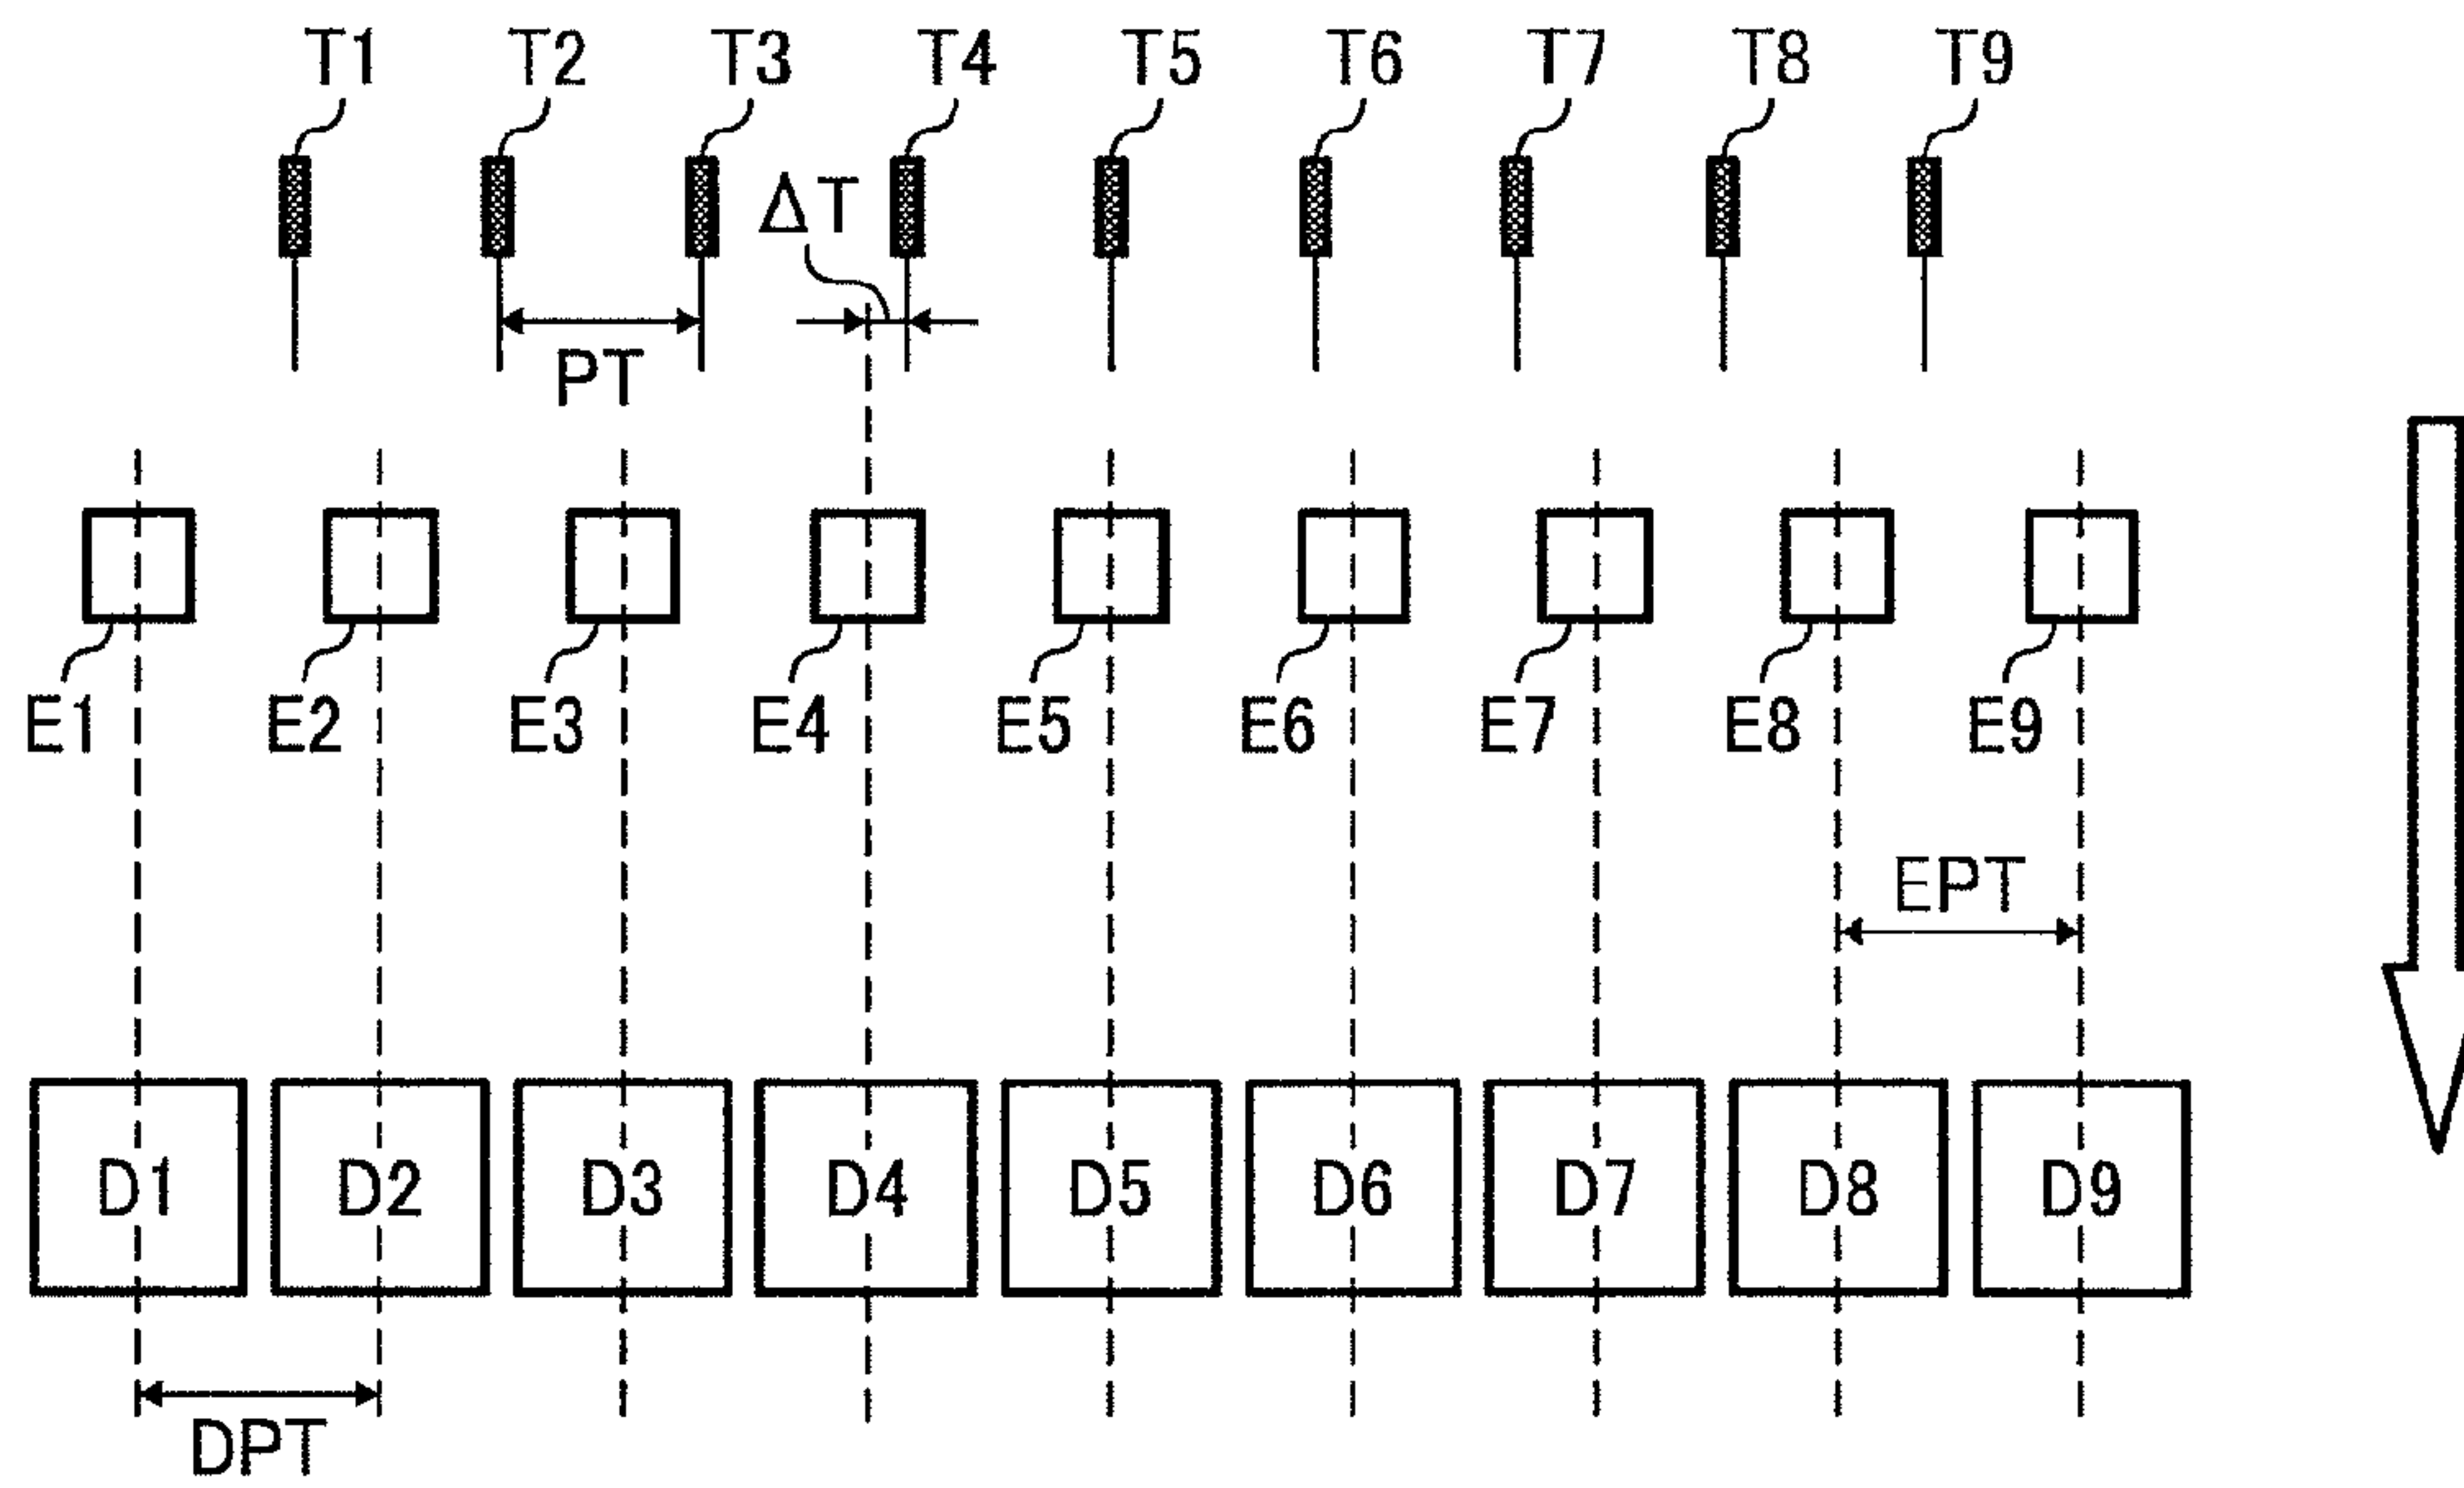 T1 T2 T3 T4 T5 T6 T7 T8 T9
ΔT
PT
E1 E2 E3 E4 E5 E6 E7 E8 E9
EPT
D1 D2 D3 D4 D5 D6 D7 D8 D9
DPT